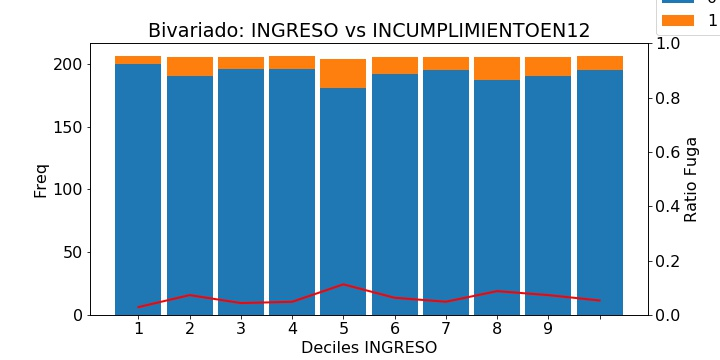 0
1
Bivariado: INGRESO vs INCUMPLIMIENTOEN12
200
150
100
50
0
Freq
1.0
0.8
0.6
0.4
0.2
0.0
Ratio Fuga
1 2 3 4 5 6 7 8 9
Deciles INGRESO